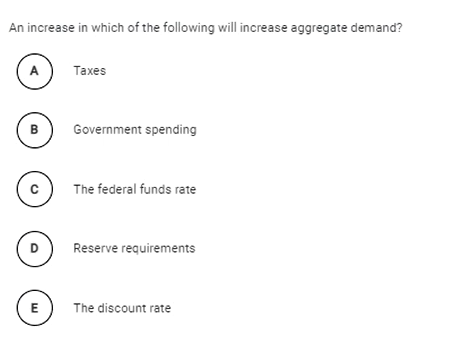 An increase in which of the following will increase aggregate demand?
A Taxes
B Government spending
C The federal funds rate
D Reserve requirements
E The discount rate